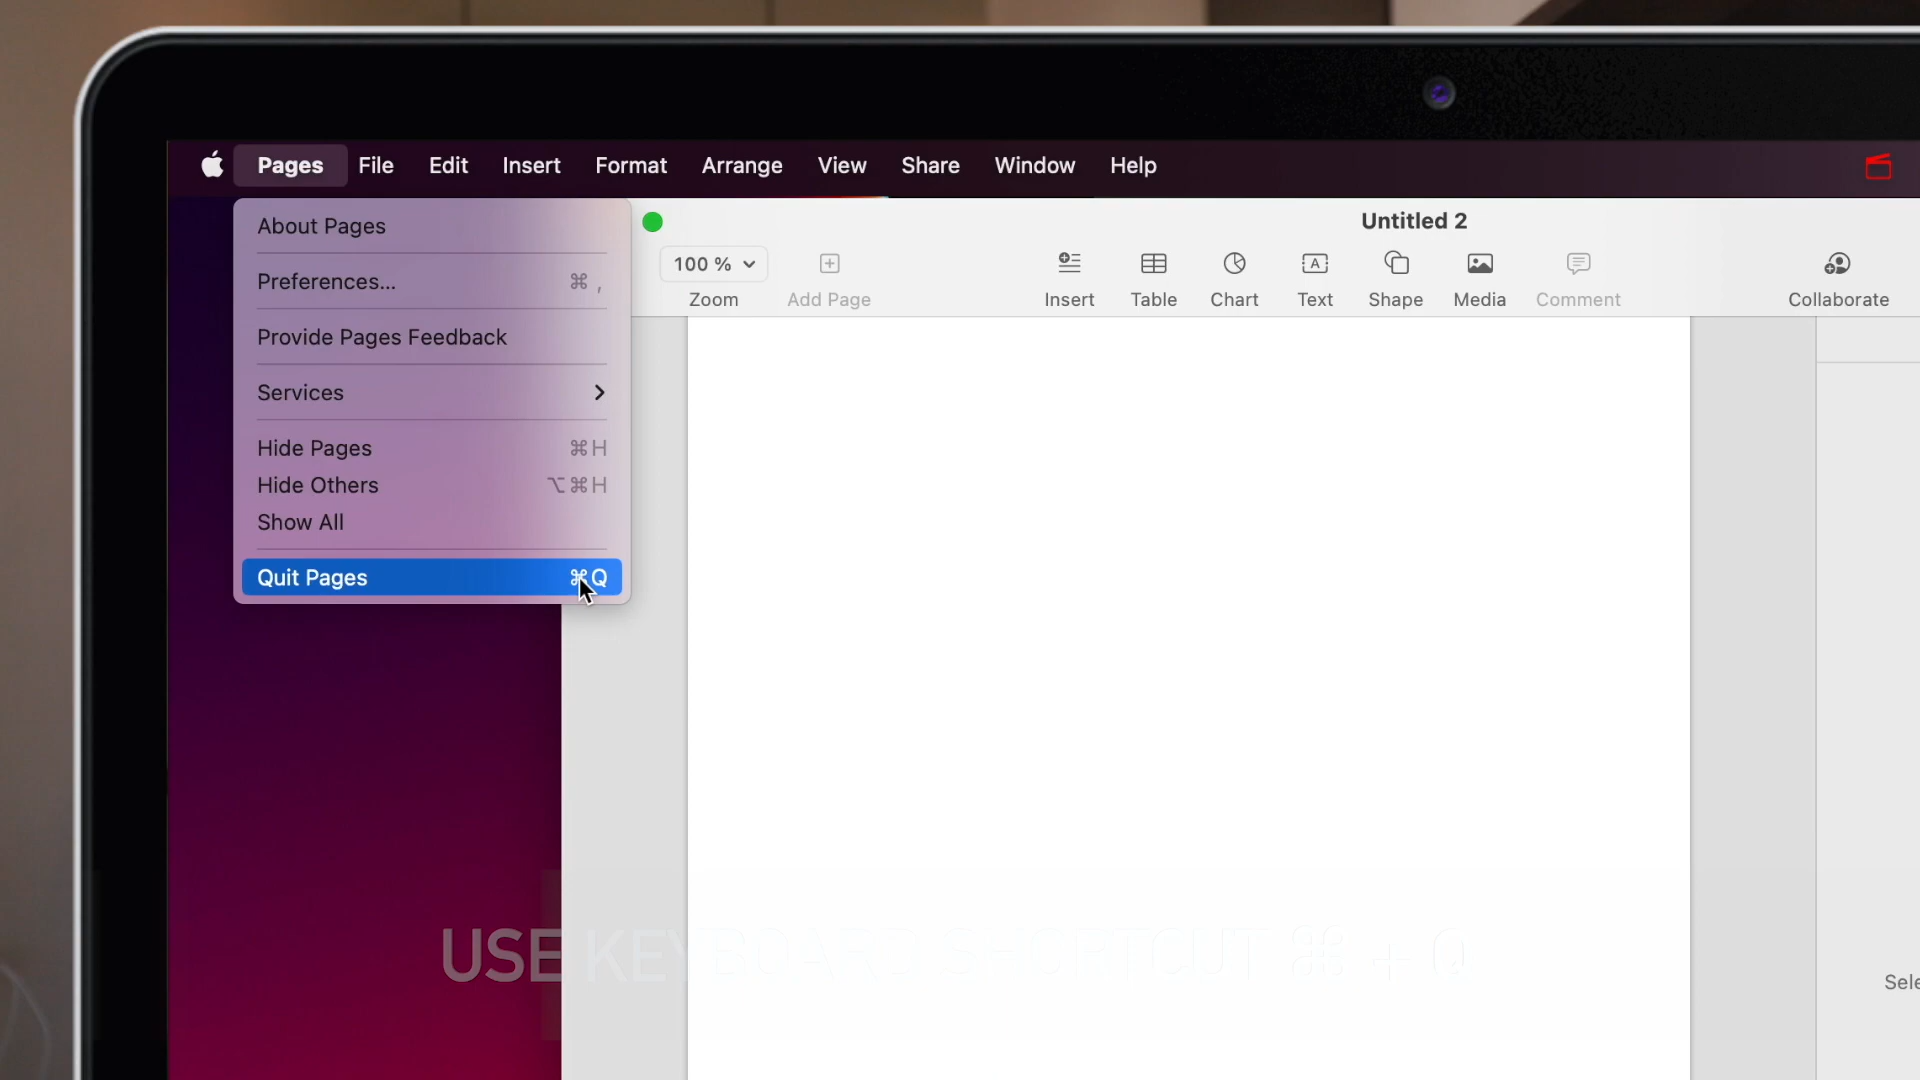 Pages File Edit Insert Format Arrange View Share Window Help
About Pages
Preferences... ⌘ ,
Provide Pages Feedback
Services
Hide Pages ⌘H
Hide Others ⌥⌘H
Show All
Quit Pages ⌘Q
Untitled 2
100 %
Zoom Add Page Insert Table Chart Text Shape Media Comment Collaborate
USE KEYBOARD SHORTCUT ⌘ + Q